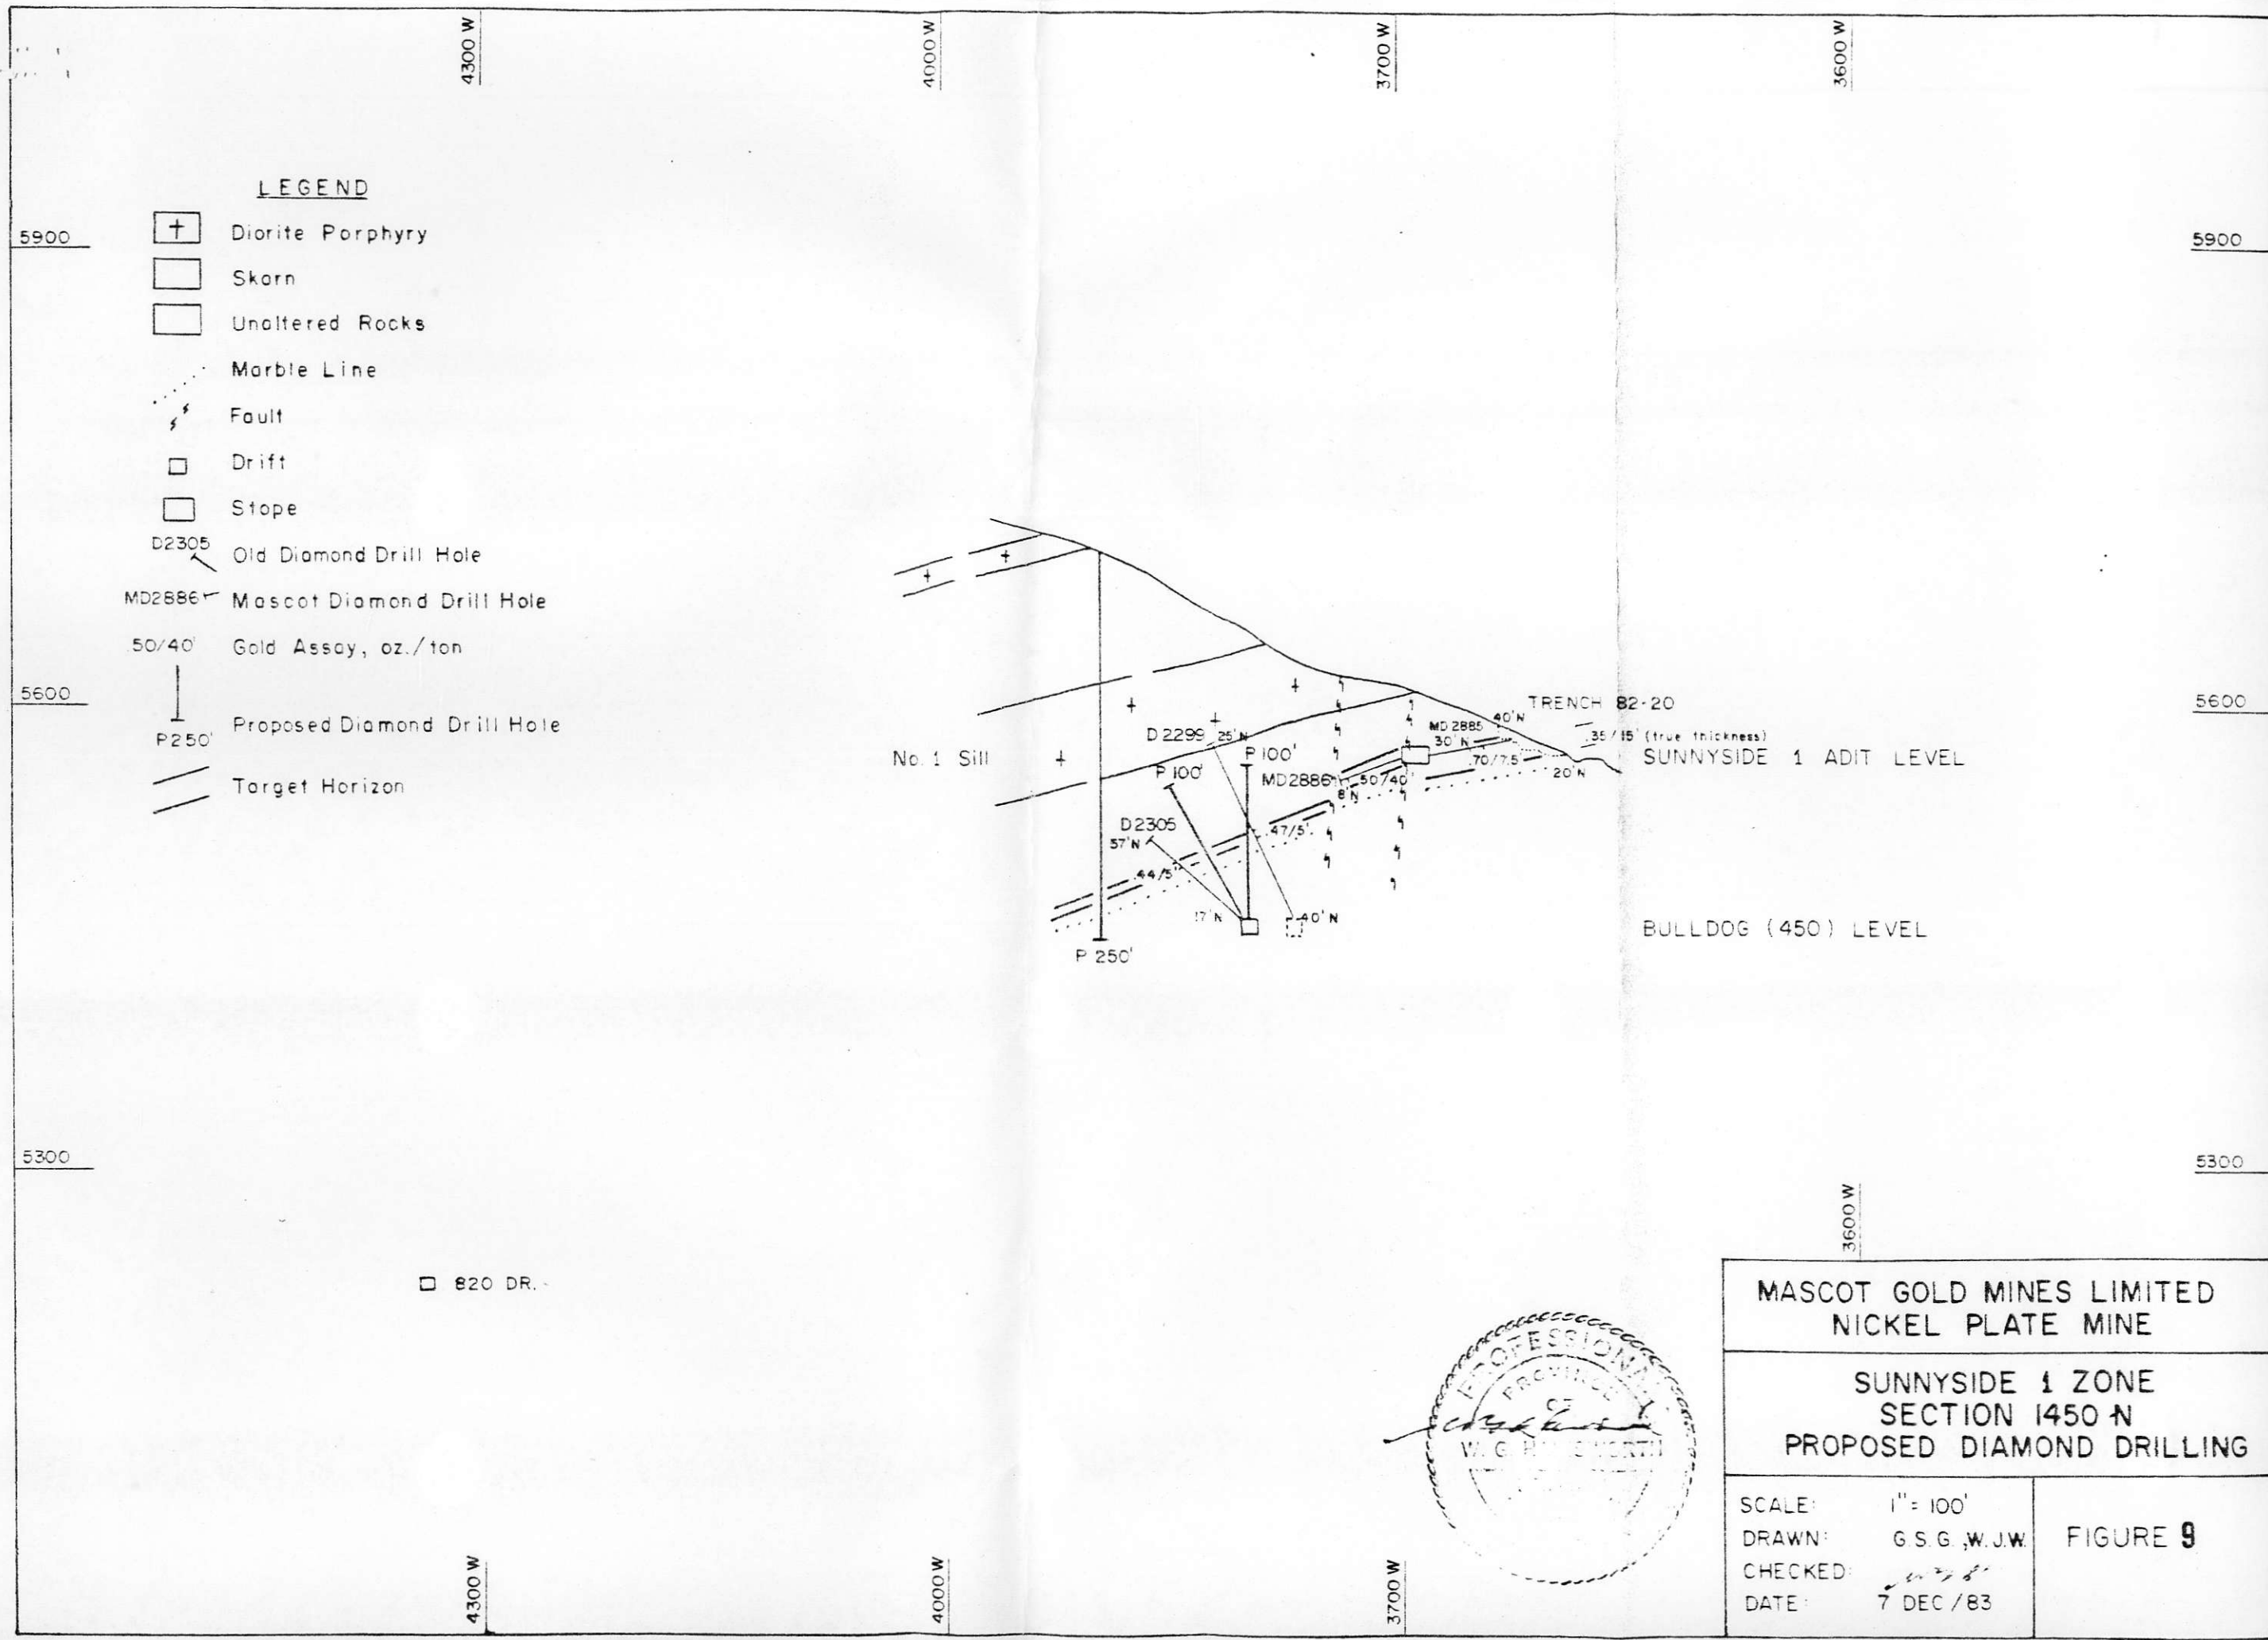 4300 W
4000 W
3700 W
3600 W
LEGEND
Diorite Porphyry
5900
5900
Skarn
Unaltered Rocks
Marble Line
Fault
Drift
Stope
D2305
Old Diamond Drill Hole
MD2886
Mascot Diamond Drill Hole
.50/40'
Gold Assay, oz./ton
5600
5600
Proposed Diamond Drill Hole
P250'
Target Horizon
TRENCH 82-20
40'N
MD 2885
30' N
.35/15' (true thickness)
D 2299
25' N
No. 1 Sill
P 100'
SUNNYSIDE 1 ADIT LEVEL
.70/7.5'
20'N
P 100'
MD2886
.50/40'
8'N
D2305
57'N
.47/5'
.44/5'
17'N
40' N
BULLDOG (450) LEVEL
P 250'
5300
5300
3600 W
820 DR.
MASCOT GOLD MINES LIMITED
NICKEL PLATE MINE
SUNNYSIDE 1 ZONE
SECTION 1450 N
PROPOSED DIAMOND DRILLING
PROFESSIONAL
PROVINCE
OF
W. G.
SCALE: 1" = 100'
DRAWN: G. S. G. , W. J. W.
CHECKED:
DATE: 7 DEC / 83
FIGURE 9
4300 W
4000 W
3700 W